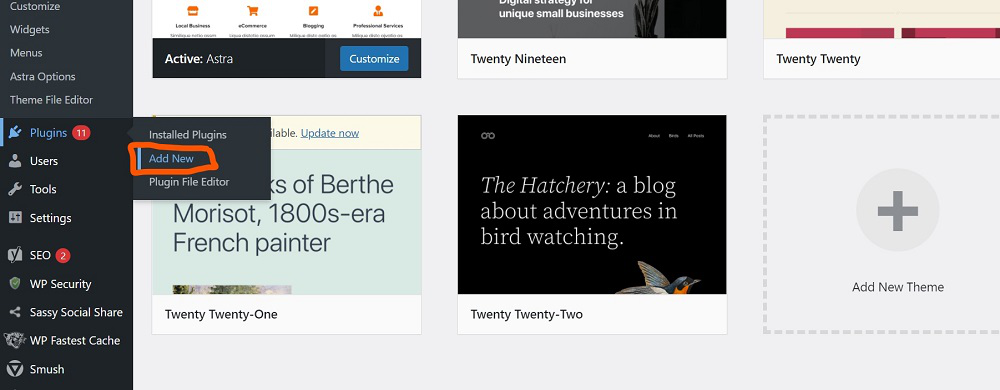 Customize
Widgets
Menus
Astra Options
Theme File Editor
Plugins 11
Users
Tools
Settings
SEO 2
WP Security
Sassy Social Share
WP Fastest Cache
Smush
Installed Plugins
Add New
Plugin File Editor
Local Business
eCommerce
Blogging
Professional Services
Active: Astra
Customize
Digital strategy for
unique small businesses
Twenty Nineteen
Twenty Twenty
Update now
of Berthe
Morisot, 1800s-era
French painter
Twenty Twenty-One
About
Birds
All Posts
The Hatchery: a blog
about adventures in
bird watching.
Twenty Twenty-Two
Add New Theme